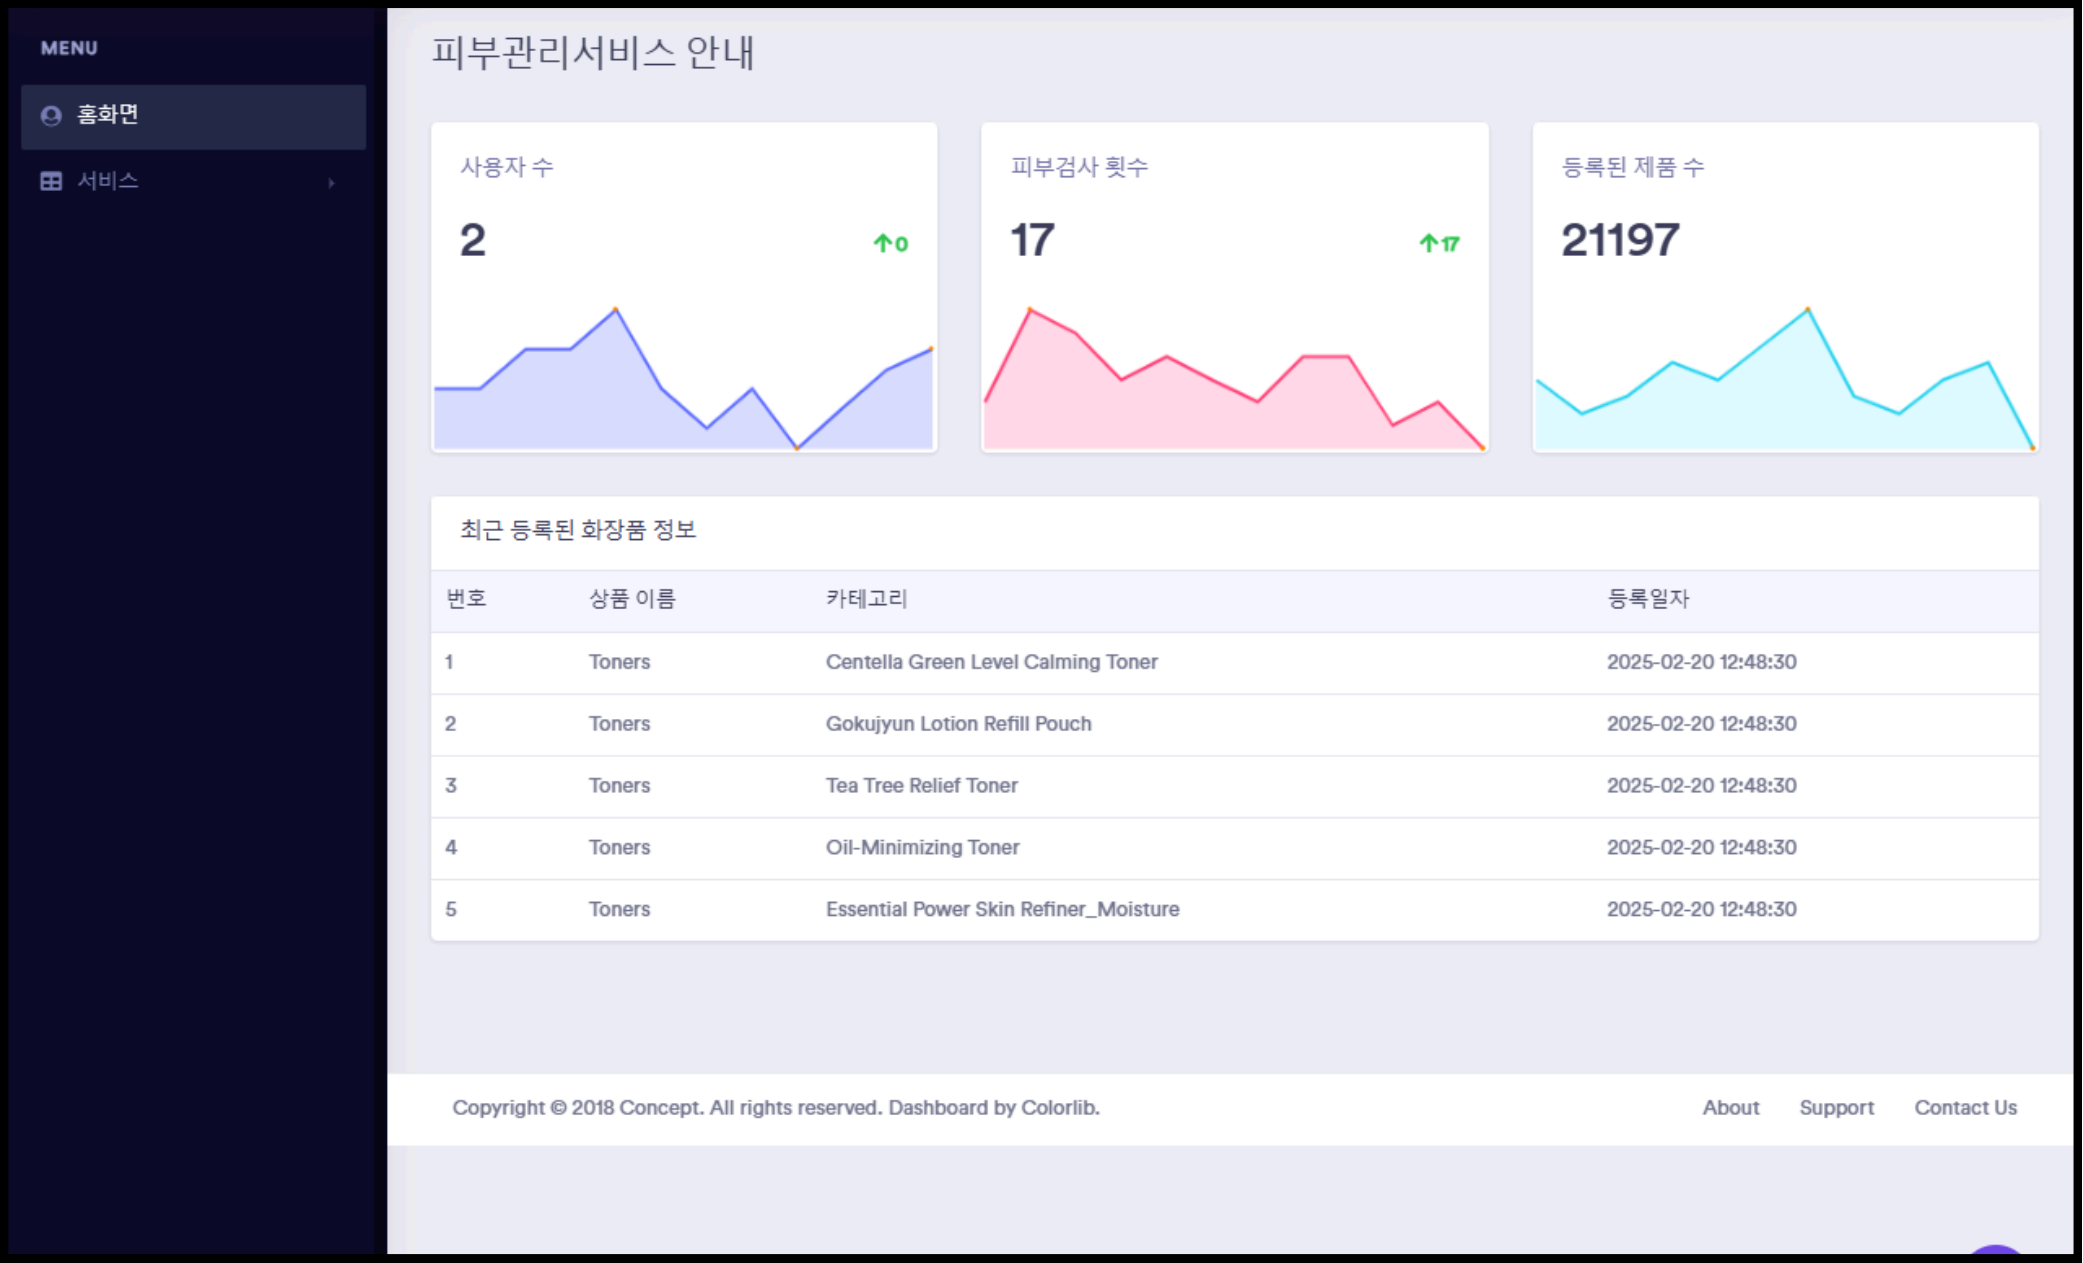 MENU
홈화면
서비스
피부관리서비스 안내
사용자 수
2
↑0
피부검사 횟수
17
↑17
등록된 제품 수
21197
최근 등록된 화장품 정보
번호 상품 이름 카테고리 등록일자
1 Toners Centella Green Level Calming Toner 2025-02-20 12:48:30
2 Toners Gokujyun Lotion Refill Pouch 2025-02-20 12:48:30
3 Toners Tea Tree Relief Toner 2025-02-20 12:48:30
4 Toners Oil-Minimizing Toner 2025-02-20 12:48:30
5 Toners Essential Power Skin Refiner_Moisture 2025-02-20 12:48:30
Copyright © 2018 Concept. All rights reserved. Dashboard by Colorlib. About Support Contact Us